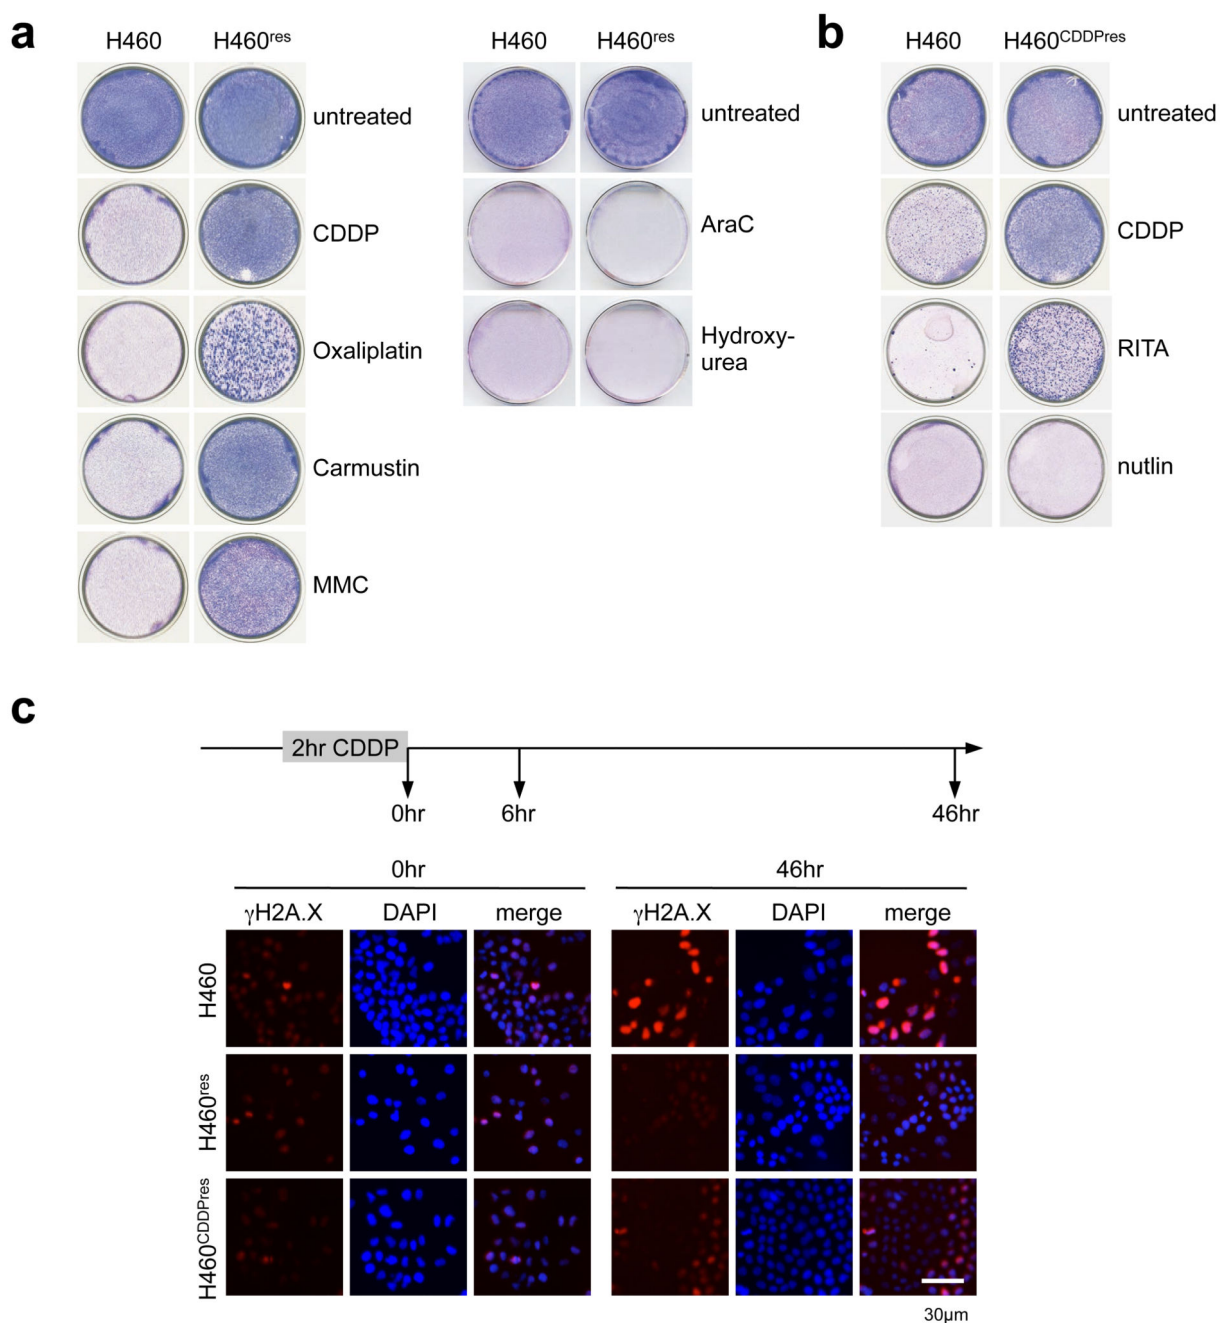 a
H460 H460res
untreated
CDDP
Oxaliplatin
Carmustin
MMC
H460 H460res
untreated
AraC
Hydroxy-
urea
b
H460 H460CDDPres
untreated
CDDP
RITA
nutlin
c
2hr CDDP
0hr 6hr 46hr
0hr 46hr
γH2A.X DAPI merge γH2A.X DAPI merge
H460
H460res
H460CDDPres
30μm